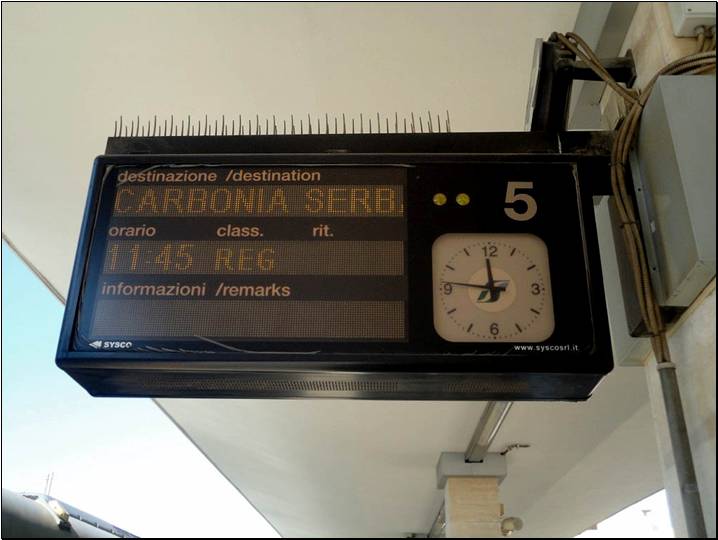 destinazione /destination
CARBONIA SERB.
5
orario class. rit.
11:45 REG
informazioni /remarks
12
9 3
6
SYSCO
www.syscosrl.it